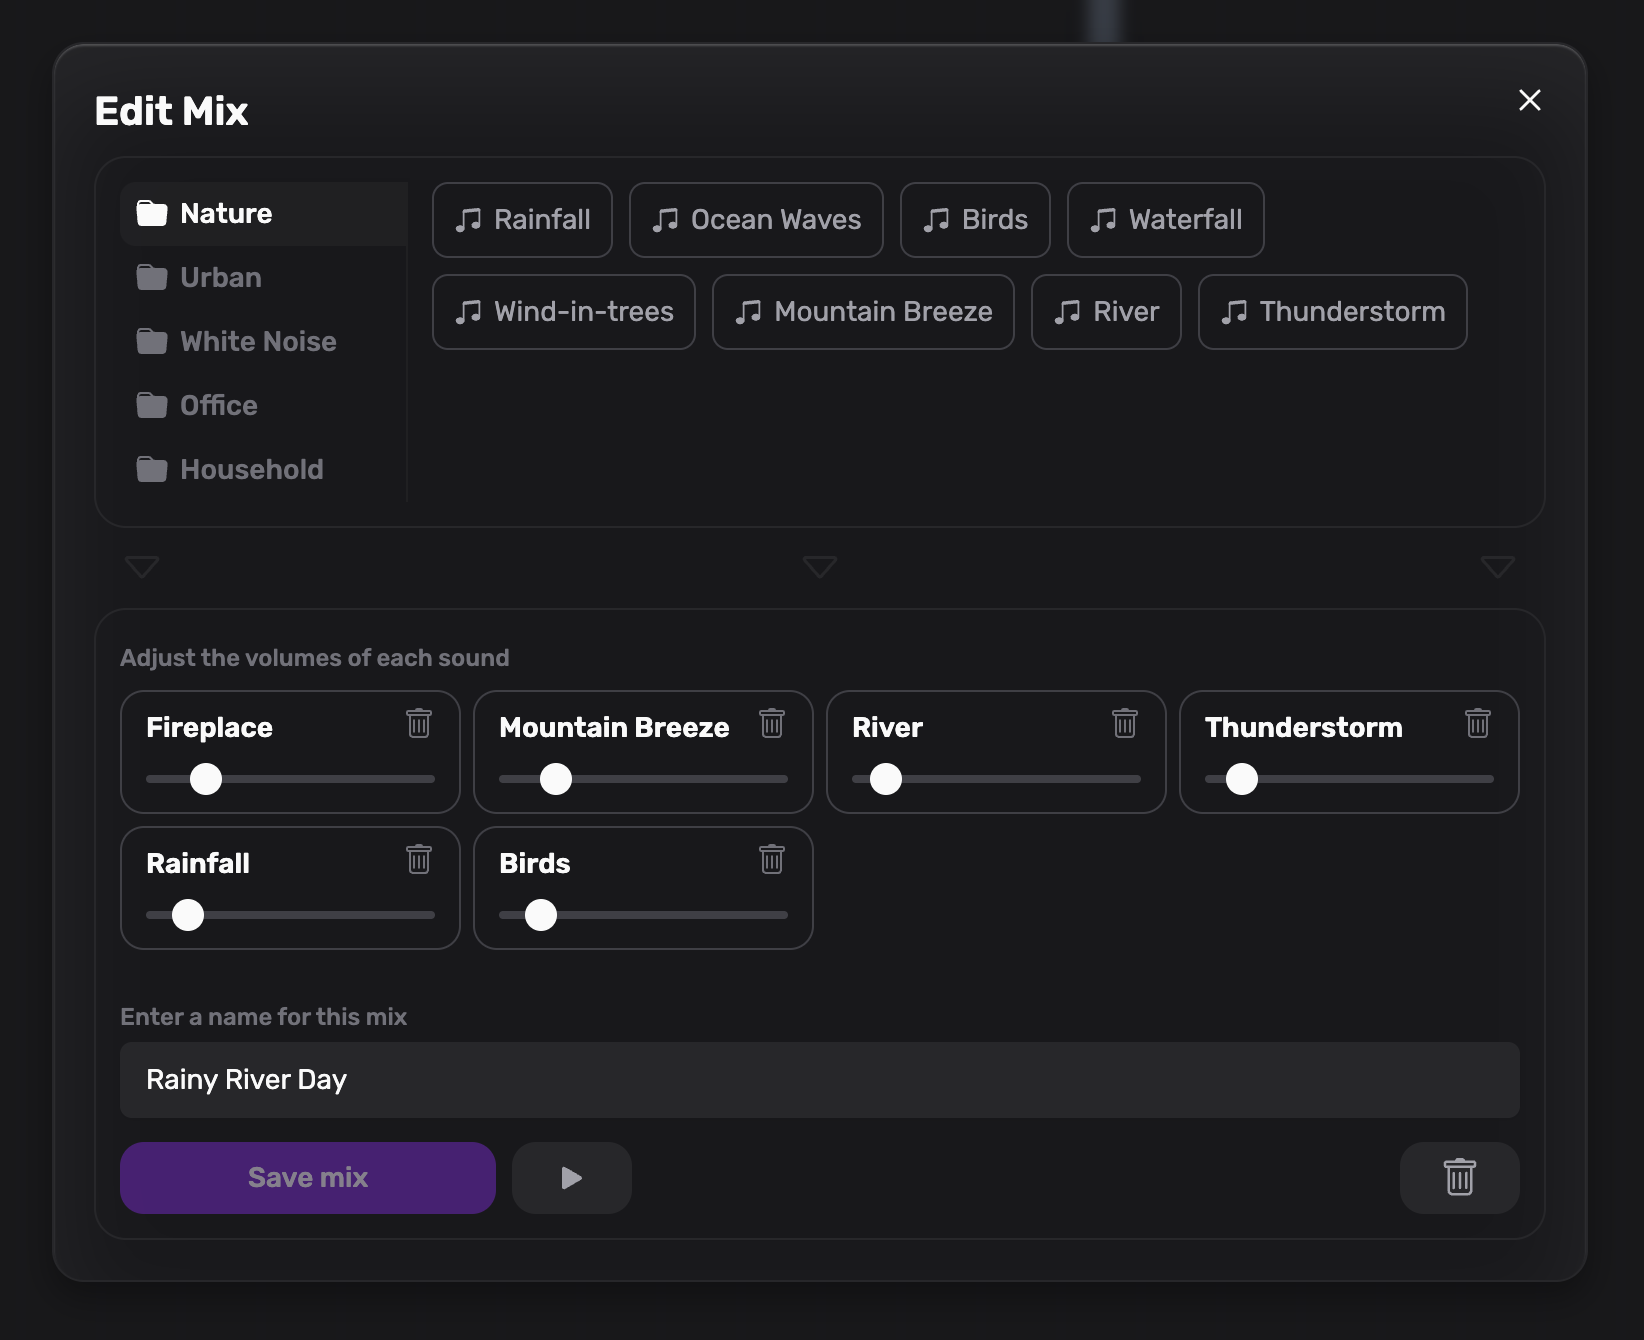 Edit Mix
Nature
Urban
White Noise
Office
Household
Rainfall
Ocean Waves
Birds
Waterfall
Wind-in-trees
Mountain Breeze
River
Thunderstorm
Adjust the volumes of each sound
Fireplace
Mountain Breeze
River
Thunderstorm
Rainfall
Birds
Enter a name for this mix
Rainy River Day
Save mix